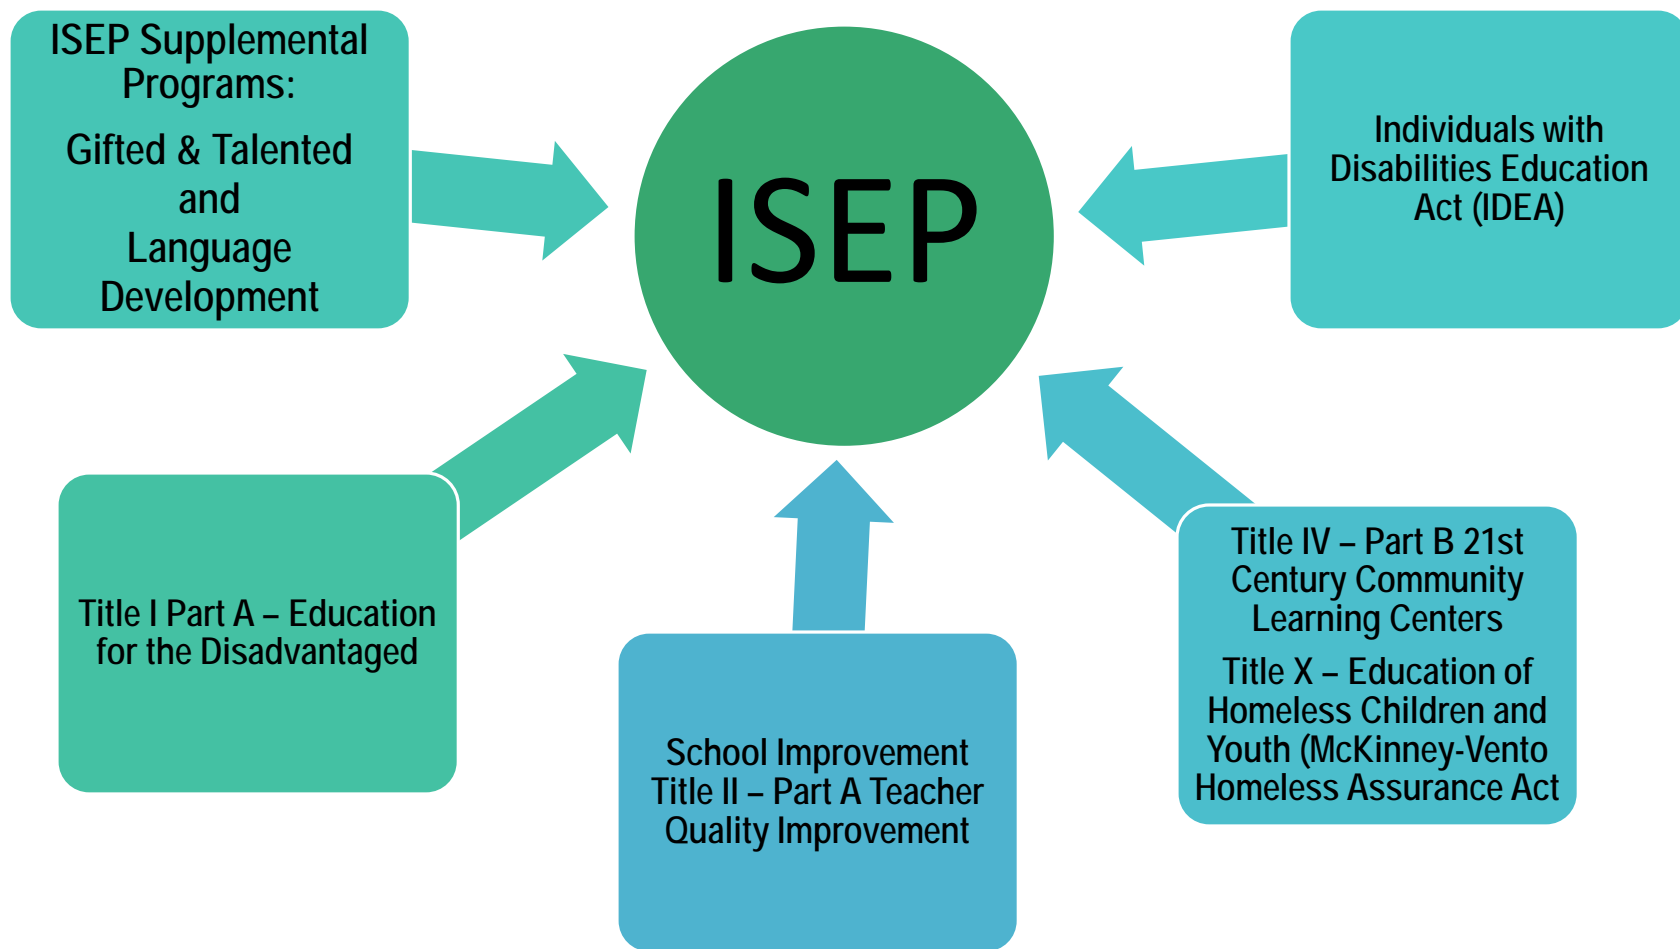 ISEP Supplemental
Programs:
Gifted & Talented
and
Language
Development
ISEP
Individuals with
Disabilities Education
Act (IDEA)
Title I Part A – Education
for the Disadvantaged
School Improvement
Title II – Part A Teacher
Quality Improvement
Title IV – Part B 21st
Century Community
Learning Centers
Title X – Education of
Homeless Children and
Youth (McKinney-Vento
Homeless Assurance Act